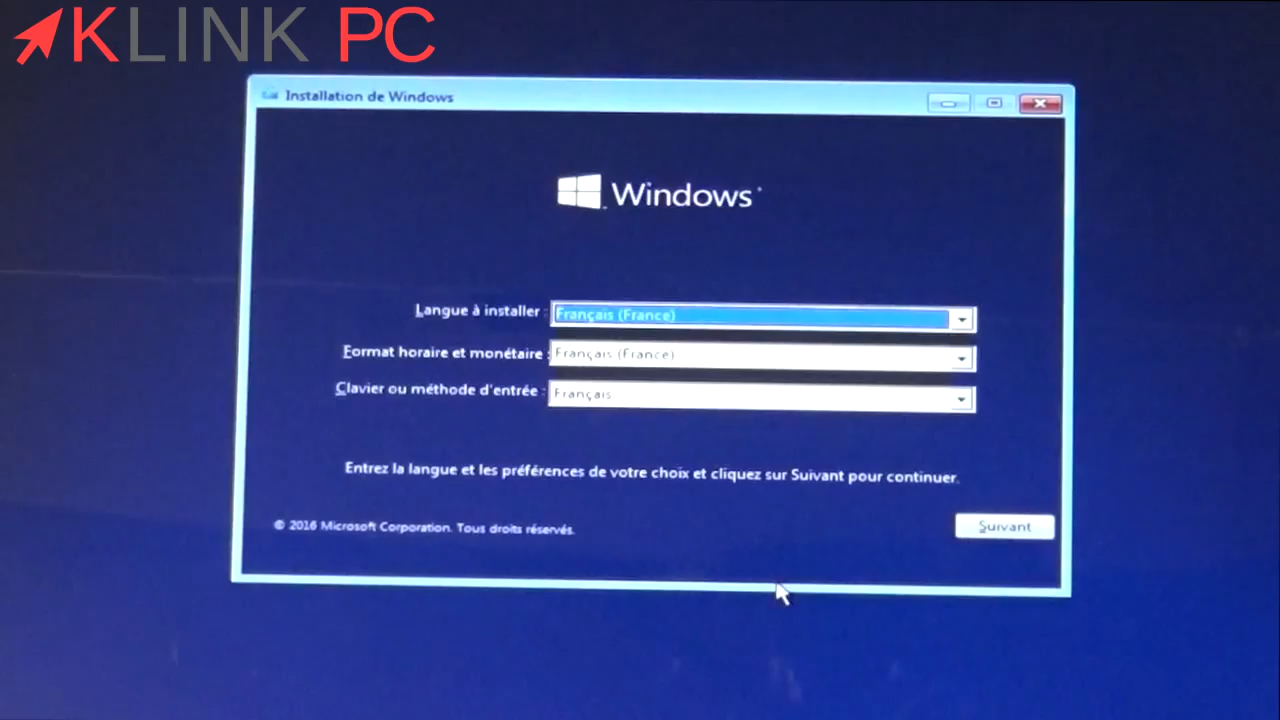 KLINK PC
Installation de Windows
Windows
Langue à installer : Français (France)
Format horaire et monétaire : Français (France)
Clavier ou méthode d'entrée : Français
Entrez la langue et les préférences de votre choix et cliquez sur Suivant pour continuer.
© 2016 Microsoft Corporation. Tous droits réservés.
Suivant